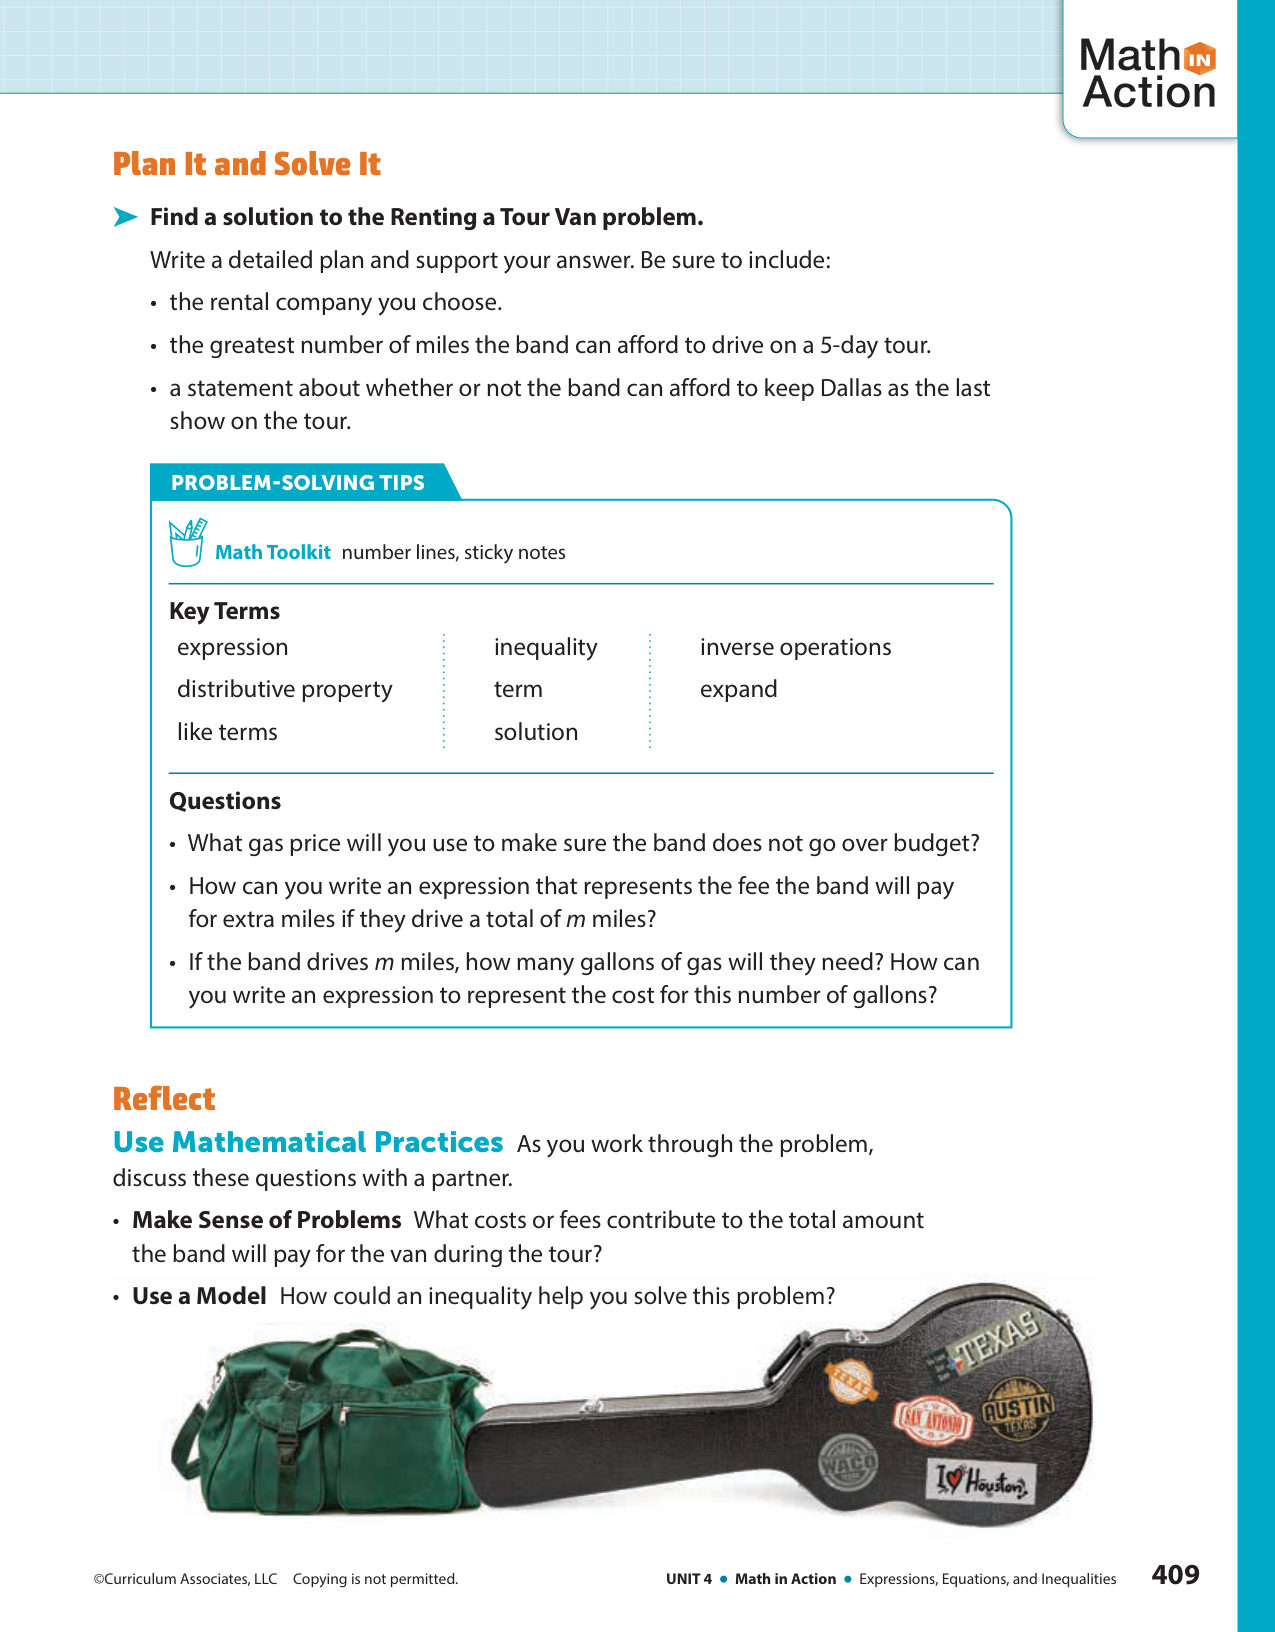 Math IN
Action
Plan It and Solve It
Find a solution to the Renting a Tour Van problem.
Write a detailed plan and support your answer. Be sure to include:
• the rental company you choose.
• the greatest number of miles the band can afford to drive on a 5-day tour.
• a statement about whether or not the band can afford to keep Dallas as the last
show on the tour.
PROBLEM-SOLVING TIPS
Math Toolkit number lines, sticky notes
Key Terms
expression inequality inverse operations
distributive property term expand
like terms solution
Questions
• What gas price will you use to make sure the band does not go over budget?
• How can you write an expression that represents the fee the band will pay
for extra miles if they drive a total of m miles?
• If the band drives m miles, how many gallons of gas will they need? How can
you write an expression to represent the cost for this number of gallons?
Reflect
Use Mathematical Practices As you work through the problem,
discuss these questions with a partner.
• Make Sense of Problems What costs or fees contribute to the total amount
the band will pay for the van during the tour?
• Use a Model How could an inequality help you solve this problem?
TEXAS
TEXAS
SAN ANTONIO
AUSTIN
TEXAS
WACO
I Houston
©Curriculum Associates, LLC Copying is not permitted.
UNIT 4 • Math in Action • Expressions, Equations, and Inequalities 409